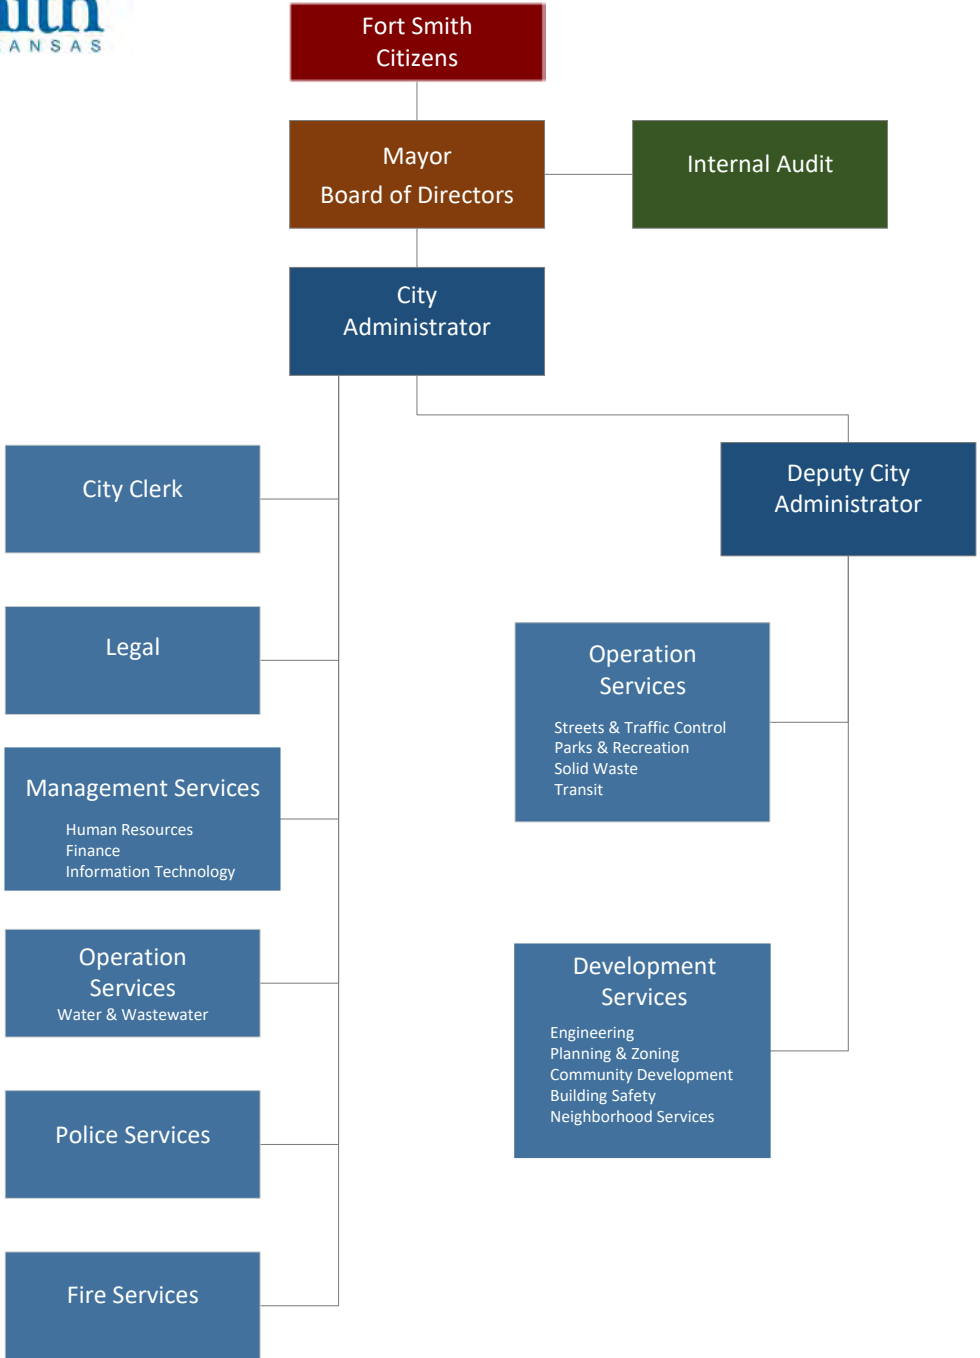 KANSAS
Fort Smith
Citizens
Mayor
Board of Directors
Internal Audit
City
Administrator
City Clerk
Deputy City
Administrator
Legal
Operation
Services
Streets & Traffic Control
Parks & Recreation
Solid Waste
Transit
Management Services
Human Resources
Finance
Information Technology
Operation
Services
Water & Wastewater
Development
Services
Engineering
Planning & Zoning
Community Development
Building Safety
Neighborhood Services
Police Services
Fire Services